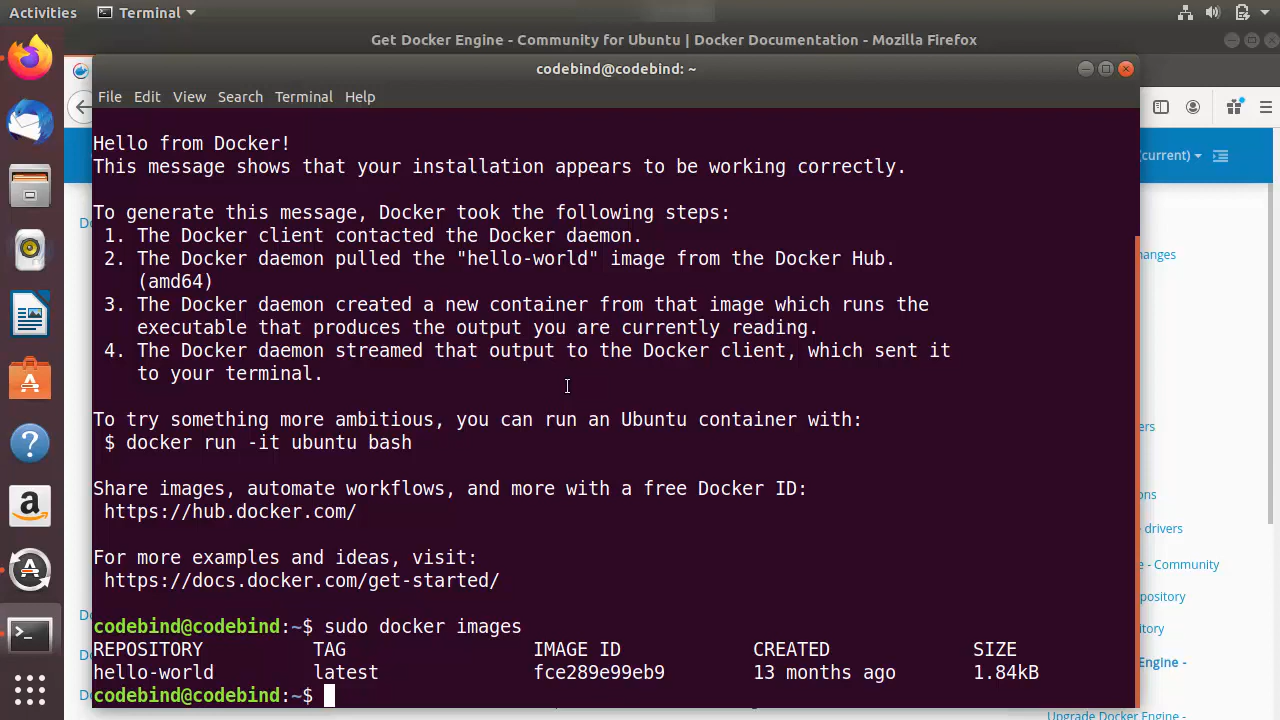 Activities
Terminal
Get Docker Engine - Community for Ubuntu | Docker Documentation - Mozilla Firefox
codebind@codebind: ~
File Edit View Search Terminal Help
(current)
Hello from Docker!
This message shows that your installation appears to be working correctly.
To generate this message, Docker took the following steps:
1. The Docker client contacted the Docker daemon.
2. The Docker daemon pulled the "hello-world" image from the Docker Hub.
(amd64)
3. The Docker daemon created a new container from that image which runs the
executable that produces the output you are currently reading.
4. The Docker daemon streamed that output to the Docker client, which sent it
to your terminal.
To try something more ambitious, you can run an Ubuntu container with:
$ docker run -it ubuntu bash
Share images, automate workflows, and more with a free Docker ID:
https://hub.docker.com/
For more examples and ideas, visit:
https://docs.docker.com/get-started/
codebind@codebind:~$ sudo docker images
REPOSITORY TAG IMAGE ID CREATED SIZE
hello-world latest fce289e99eb9 13 months ago 1.84kB
codebind@codebind:~$
drivers
e - Community
Engine -
Upgrade Docker Engine -